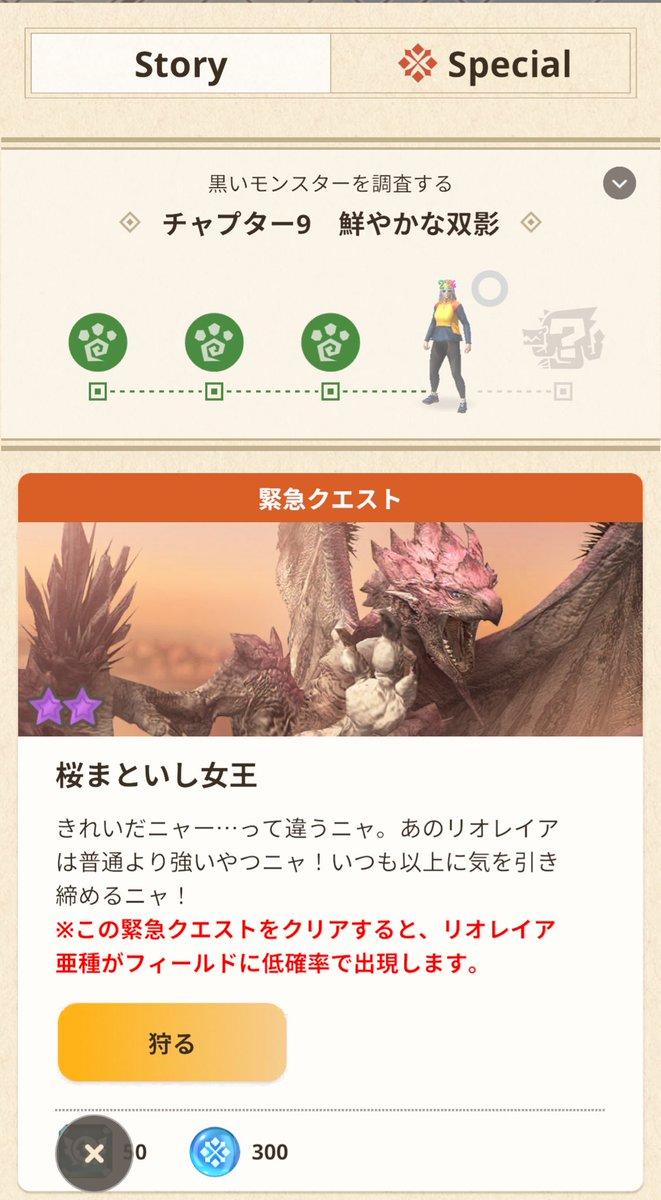 Story
Special
黒いモンスターを調査する
チャプター9　鮮やかな双影
緊急クエスト
桜まといし女王
きれいだニャー…って違うニャ。あのリオレイア
は普通より強いやつニャ！いつも以上に気を引き
締めるニャ！
※この緊急クエストをクリアすると、リオレイア
亜種がフィールドに低確率で出現します。
狩る
50
300